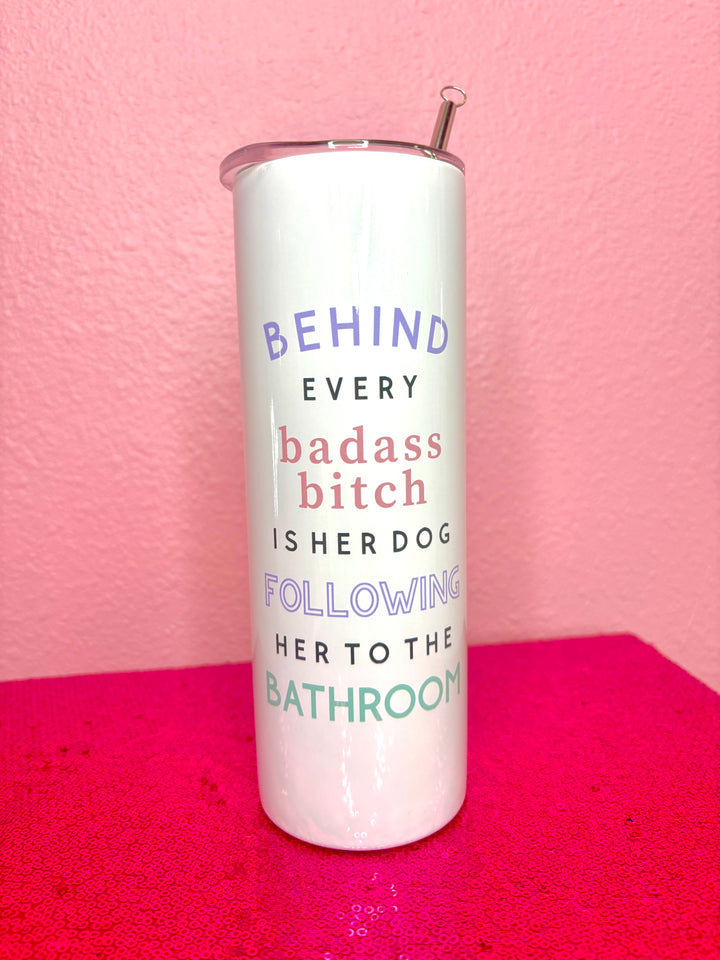 BEHIND
EVERY
badass
bitch
IS HER DOG
FOLLOWING
HER TO THE
BATHROOM